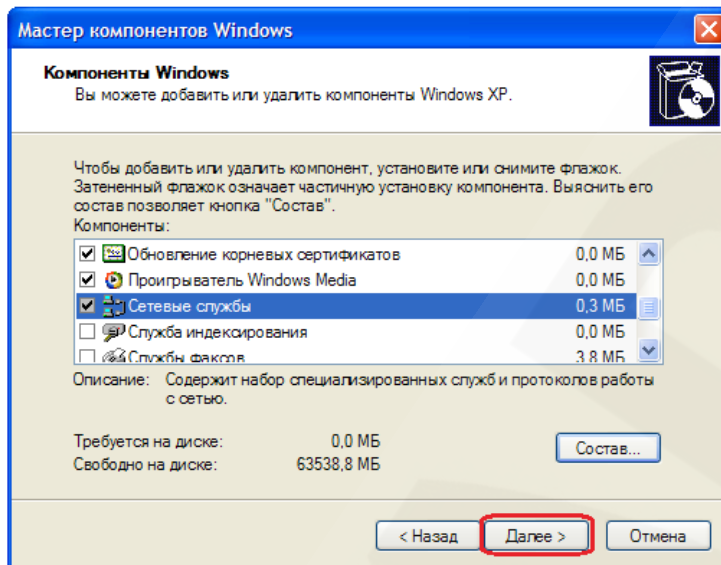 Мастер компонентов Windows
Компоненты Windows
Вы можете добавить или удалить компоненты Windows XP.
Чтобы добавить или удалить компонент, установите или снимите флажок.
Затененный флажок означает частичную установку компонента. Выяснить его
состав позволяет кнопка "Состав".
Компоненты:
Обновление корневых сертификатов 0,0 МБ
Проигрыватель Windows Media 0,0 МБ
Сетевые службы 0,3 МБ
Служба индексирования 0,0 МБ
Службы факсов 3,8 МБ
Описание: Содержит набор специализированных служб и протоколов работы
с сетью.
Требуется на диске: 0,0 МБ
Свободно на диске: 63538,8 МБ
Состав...
< Назад Далее > Отмена